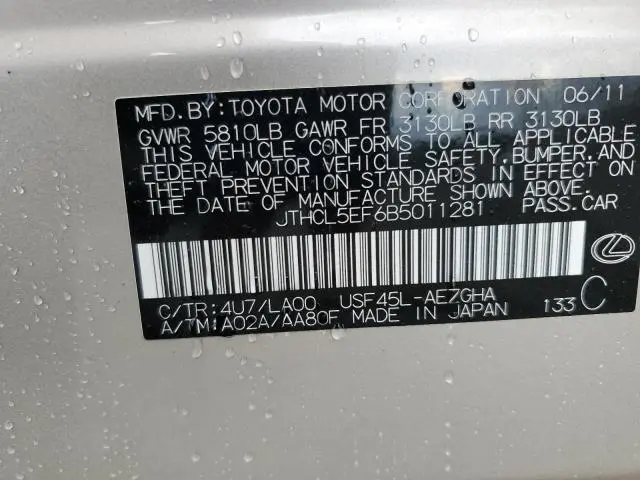 MFD.BY:TOYOTA MOTOR CORPORATION 06/11
GVWR 5810LB GAWR FR 3130LB RR 3130LB
THIS VEHICLE CONFORMS TO ALL APPLICABLE
FEDERAL MOTOR VEHICLE SAFETY,BUMPER,AND
THEFT PREVENTION STANDARDS IN EFFECT ON
THE DATE OF MANUFACTURE SHOWN ABOVE.
JTHCL5EF6B5011281 PASS.CAR
C/TR:4U7/LA00 USF45L-AEZGHA
A/TM:A02A/AA80F MADE IN JAPAN 133 C